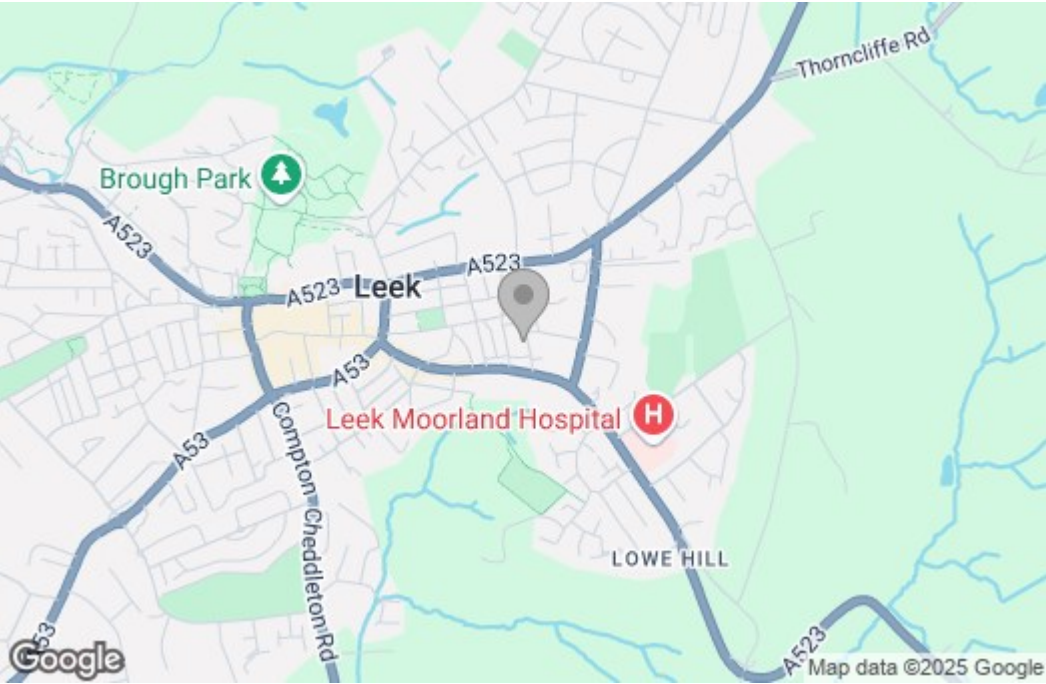 Thorncliffe Rd
Brough Park
A523
A523
A523
Leek
A53
Leek Moorland Hospital
H
Compton
A53
Cheddleton Rd
LOWE HILL
A53
A523
Google
Map data ©2025 Google